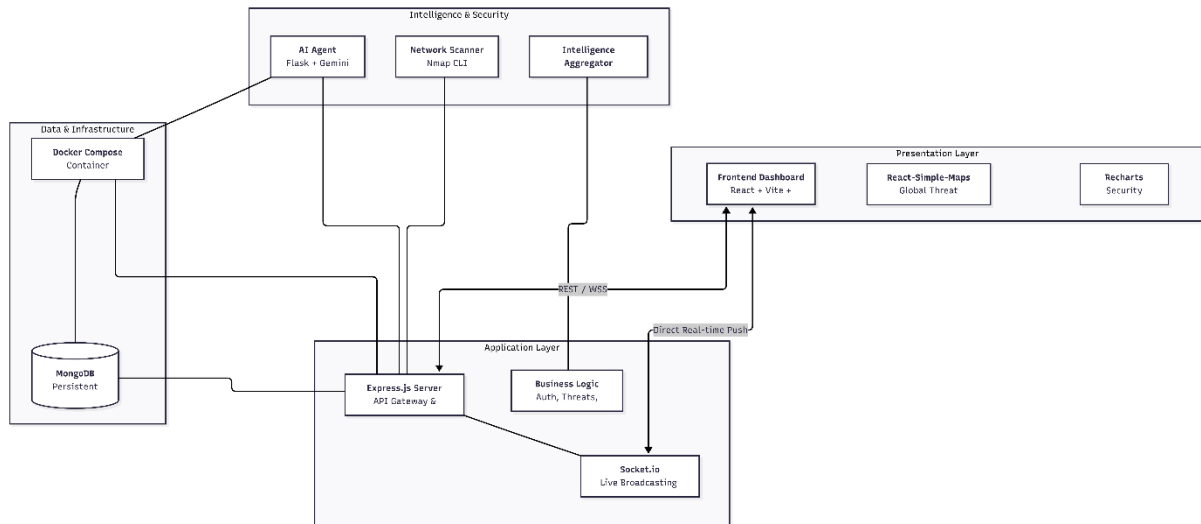 Intelligence & Security
AI Agent
Flask + Gemini
Network Scanner
Nmap CLI
Intelligence
Aggregator
Data & Infrastructure
Docker Compose
Container
MongoDB
Persistent
Presentation Layer
Frontend Dashboard
React + Vite +
React-Simple-Maps
Global Threat
Recharts
Security
REST / WSS
Direct Real-time Push
Application Layer
Express.js Server
API Gateway &
Business Logic
Auth, Threats,
Socket.io
Live Broadcasting